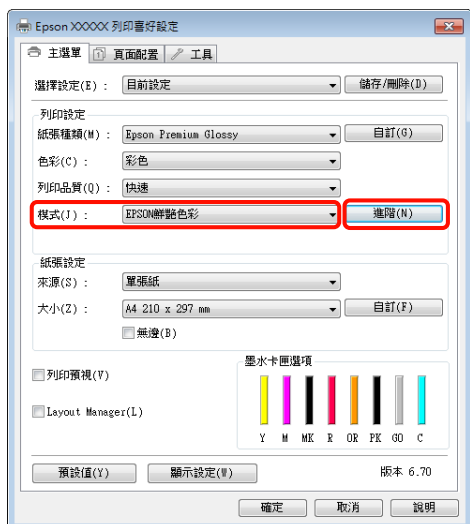 Epson XXXXX 列印喜好設定
主選單 頁面配置 工具
選擇設定(E) : 目前設定 儲存/刪除(D)
列印設定
紙張種類(M) : Epson Premium Glossy 自訂(G)
色彩(C) : 彩色
列印品質(Q) : 快速
模式(J) : EPSON鮮豔色彩 進階(N)
紙張設定
來源(S) : 單張紙
大小(Z) : A4 210 x 297 mm 自訂(F)
無邊(B)
墨水卡匣選項
列印預視(V)
Layout Manager(L)
Y M MK R OR PK GO C
預設值(Y) 顯示設定(W) 版本 6.70
確定 取消 說明